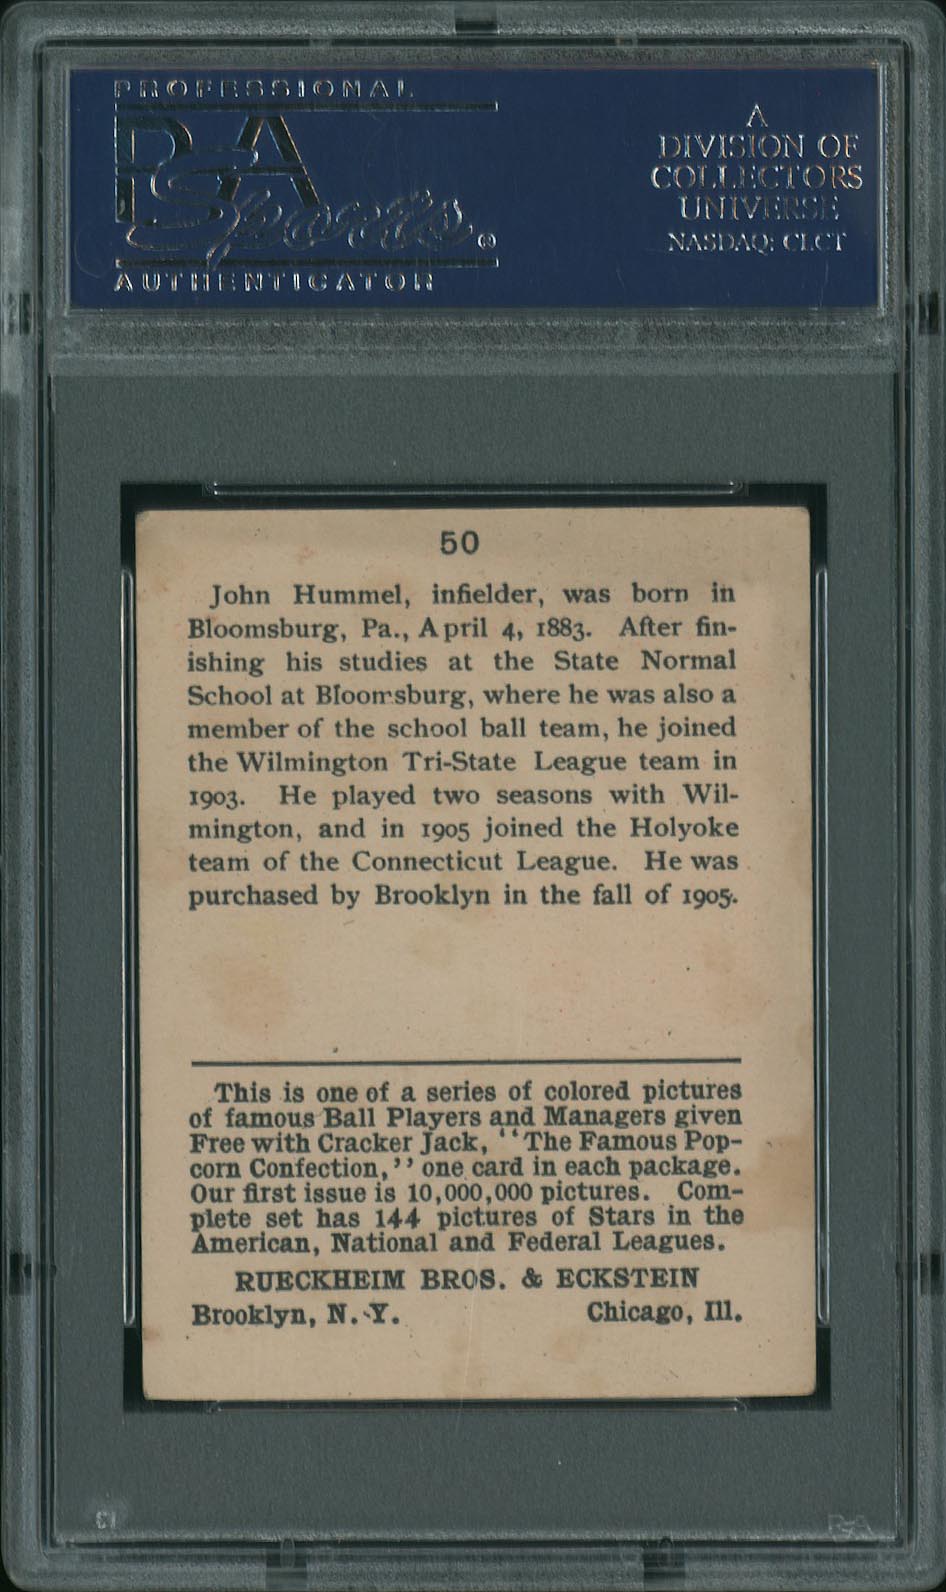 PROFESSIONAL
PSA
Sports ®
AUTHENTICATOR
A
DIVISION OF
COLLECTORS
UNIVERSE
NASDAQ: CLCT
50
John Hummel, infielder, was born in
Bloomsburg, Pa., April 4, 1883. After fin-
ishing his studies at the State Normal
School at Bloomsburg, where he was also a
member of the school ball team, he joined
the Wilmington Tri-State League team in
1903. He played two seasons with Wil-
mington, and in 1905 joined the Holyoke
team of the Connecticut League. He was
purchased by Brooklyn in the fall of 1905.
This is one of a series of colored pictures
of famous Ball Players and Managers given
Free with Cracker Jack, "The Famous Pop-
corn Confection," one card in each package.
Our first issue is 10,000,000 pictures. Com-
plete set has 144 pictures of Stars in the
American, National and Federal Leagues.
RUECKHEIM BROS. & ECKSTEIN
Brooklyn, N. Y. Chicago, Ill.
PSA